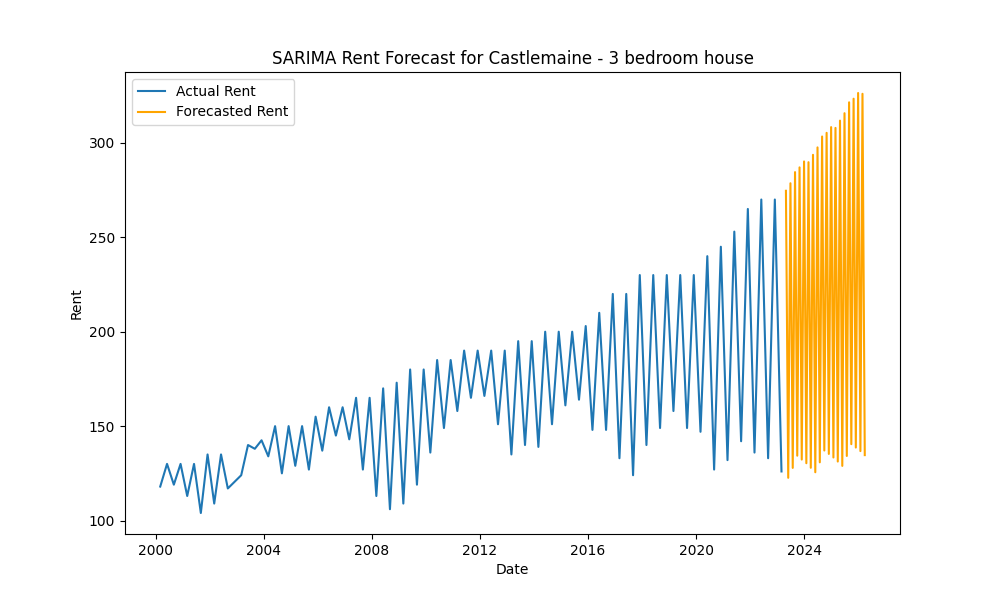 SARIMA Rent Forecast for Castlemaine - 3 bedroom house
Actual Rent
Forecasted Rent
300
250
200
150
100
Rent
2000 2004 2008 2012 2016 2020 2024
Date